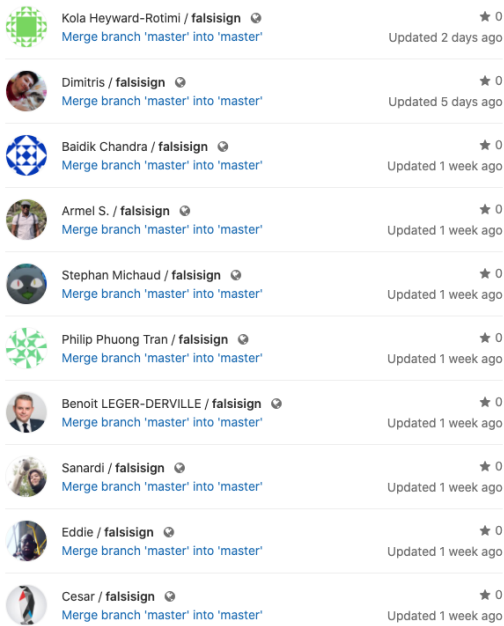 Kola Heyward-Rotimi / falsisign ★ 0
Merge branch 'master' into 'master' Updated 2 days ago
Dimitris / falsisign ★ 0
Merge branch 'master' into 'master' Updated 5 days ago
Baidik Chandra / falsisign ★ 0
Merge branch 'master' into 'master' Updated 1 week ago
Armel S. / falsisign ★ 0
Merge branch 'master' into 'master' Updated 1 week ago
Stephan Michaud / falsisign ★ 0
Merge branch 'master' into 'master' Updated 1 week ago
Philip Phuong Tran / falsisign ★ 0
Merge branch 'master' into 'master' Updated 1 week ago
Benoit LEGER-DERVILLE / falsisign ★ 0
Merge branch 'master' into 'master' Updated 1 week ago
Sanardi / falsisign ★ 0
Merge branch 'master' into 'master' Updated 1 week ago
Eddie / falsisign ★ 0
Merge branch 'master' into 'master' Updated 1 week ago
Cesar / falsisign ★ 0
Merge branch 'master' into 'master' Updated 1 week ago